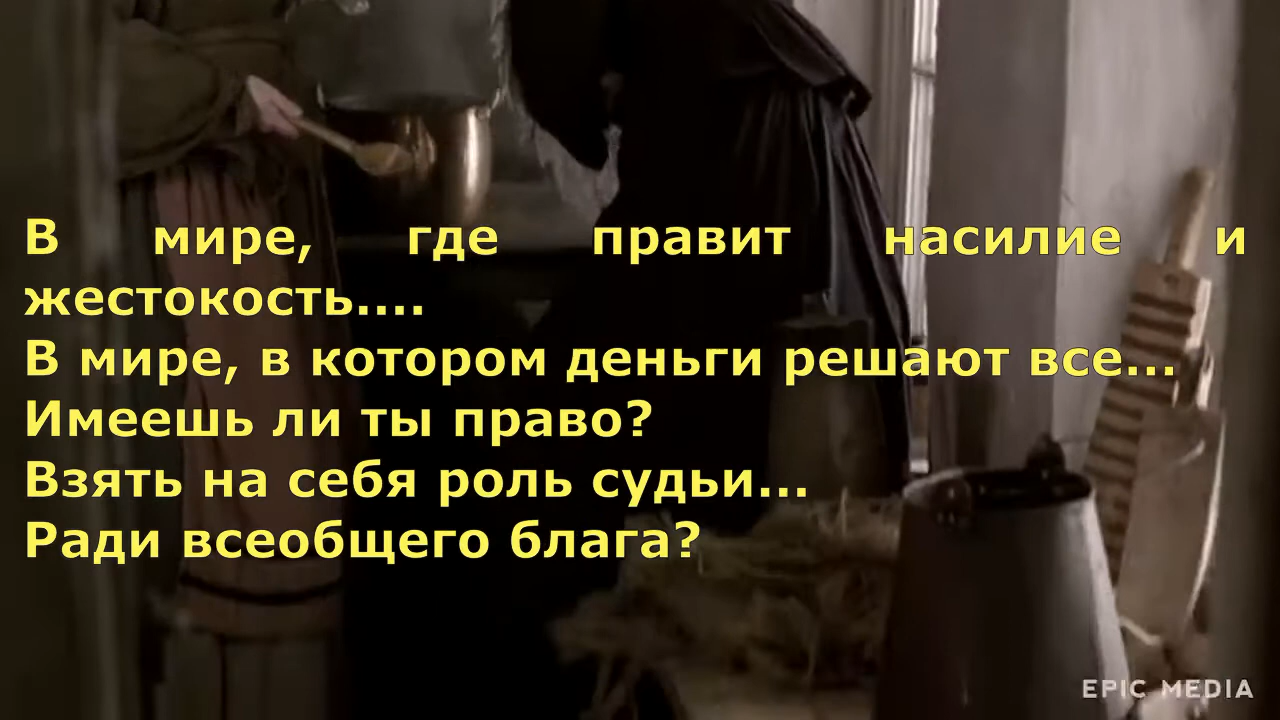 В мире, где правит насилие и
жестокость....
В мире, в котором деньги решают все...
Имеешь ли ты право?
Взять на себя роль судьи...
Ради всеобщего блага?
EPIC MEDIA